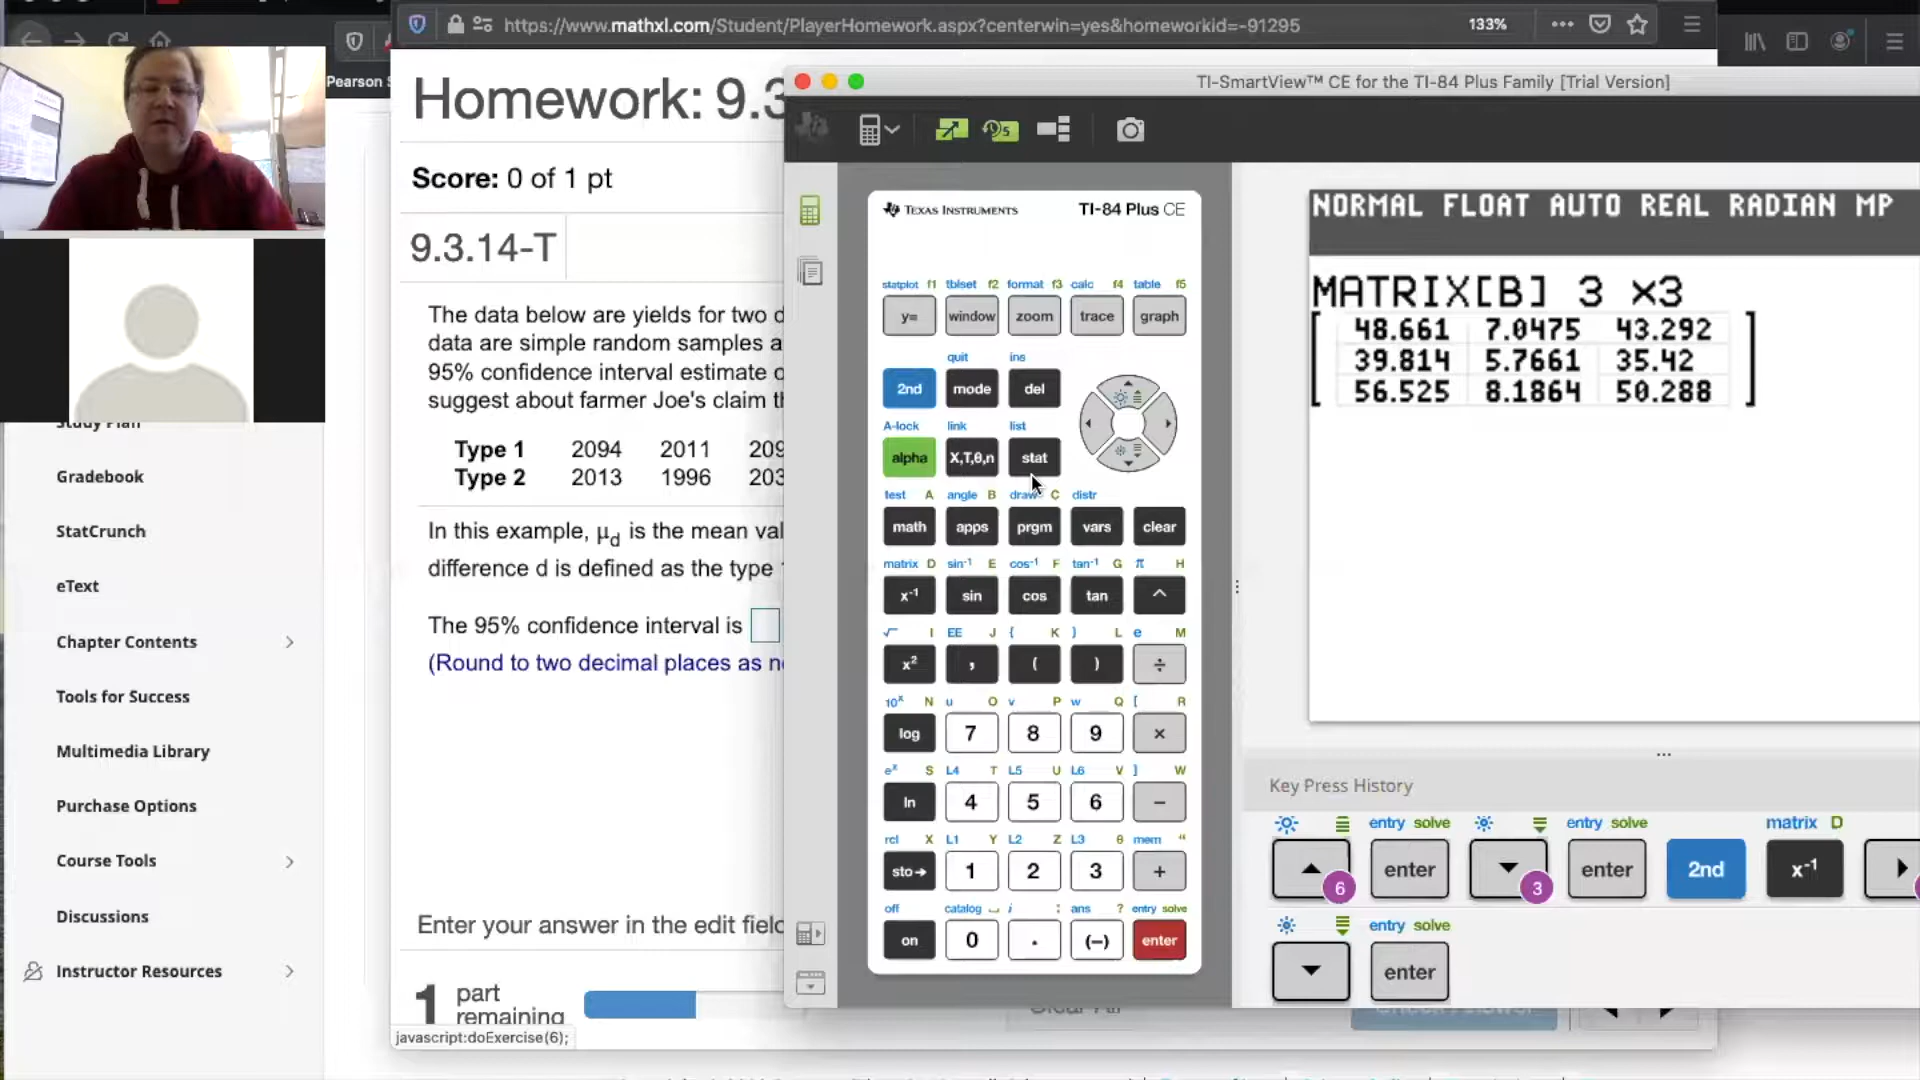 https://www.mathxl.com/Student/PlayerHomework.aspx?centerwin=yes&homeworkid=-91295
133%
Pearson S
Homework: 9.3
TI-SmartView™ CE for the TI-84 Plus Family [Trial Version]
Score: 0 of 1 pt
9.3.14-T
The data below are yields for two d
data are simple random samples a
95% confidence interval estimate o
suggest about farmer Joe's claim th
Type 1 2094 2011 209
Type 2 2013 1996 203
In this example, μd is the mean val
difference d is defined as the type 1
The 95% confidence interval is
(Round to two decimal places as ne
Enter your answer in the edit field
1 part remaining
javascript:doExercise(6);
Study Plan
Gradebook
StatCrunch
eText
Chapter Contents
Tools for Success
Multimedia Library
Purchase Options
Course Tools
Discussions
Instructor Resources
TEXAS INSTRUMENTS TI-84 Plus CE
statplot f1 tblset f2 format f3 calc f4 table f5
y= window zoom trace graph
quit ins
2nd mode del
A-lock link list
alpha X,T,θ,n stat
test A angle B draw C distr
math apps prgm vars clear
matrix D sin⁻¹ E cos⁻¹ F tan⁻¹ G π H
x⁻¹ sin cos tan ^
√ I EE J { K } L e M
x² , ( ) ÷
10ˣ N u O v P w Q [ R
log 7 8 9 ×
eˣ S L4 T L5 U L6 V ] W
ln 4 5 6 −
rcl X L1 Y L2 Z L3 θ mem “
sto→ 1 2 3 +
off catalog ⎵ i : ans ? entry solve
on 0 . (−) enter
NORMAL FLOAT AUTO REAL RADIAN MP
MATRIX[B] 3 ×3
[ 48.661 7.0475 43.292 ]
[ 39.814 5.7661 35.42 ]
[ 56.525 8.1864 50.288 ]
Key Press History
entry solve entry solve matrix D
6 enter 3 enter 2nd x⁻¹
entry solve
enter